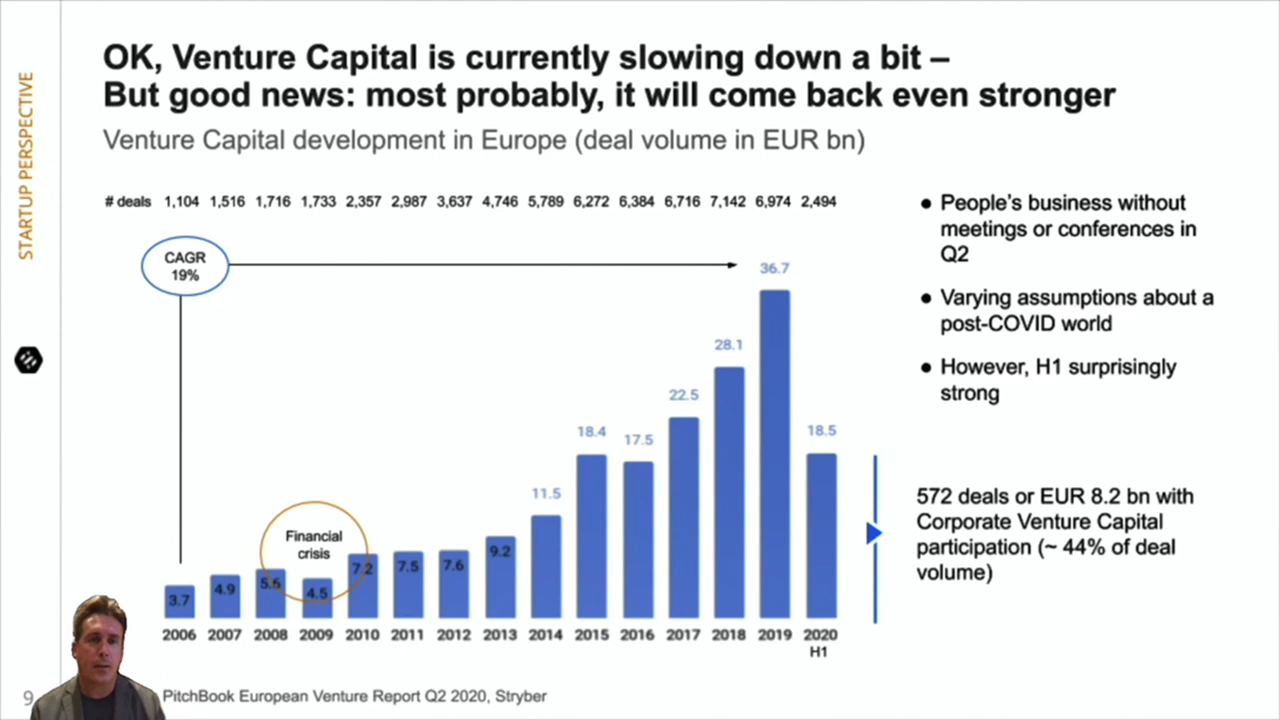 OK, Venture Capital is currently slowing down a bit –
But good news: most probably, it will come back even stronger
Venture Capital development in Europe (deal volume in EUR bn)
STARTUP PERSPECTIVE
# deals 1,104 1,516 1,716 1,733 2,357 2,987 3,637 4,746 5,789 6,272 6,384 6,716 7,142 6,974 2,494
CAGR
19%
Financial
crisis
3.7 4.9 5.6 4.5 7.2 7.5 7.6 9.2 11.5 18.4 17.5 22.5 28.1 36.7 18.5
2006 2007 2008 2009 2010 2011 2012 2013 2014 2015 2016 2017 2018 2019 2020
H1
● People's business without
meetings or conferences in
Q2
● Varying assumptions about a
post-COVID world
● However, H1 surprisingly
strong
572 deals or EUR 8.2 bn with
Corporate Venture Capital
participation (~ 44% of deal
volume)
9
PitchBook European Venture Report Q2 2020, Stryber